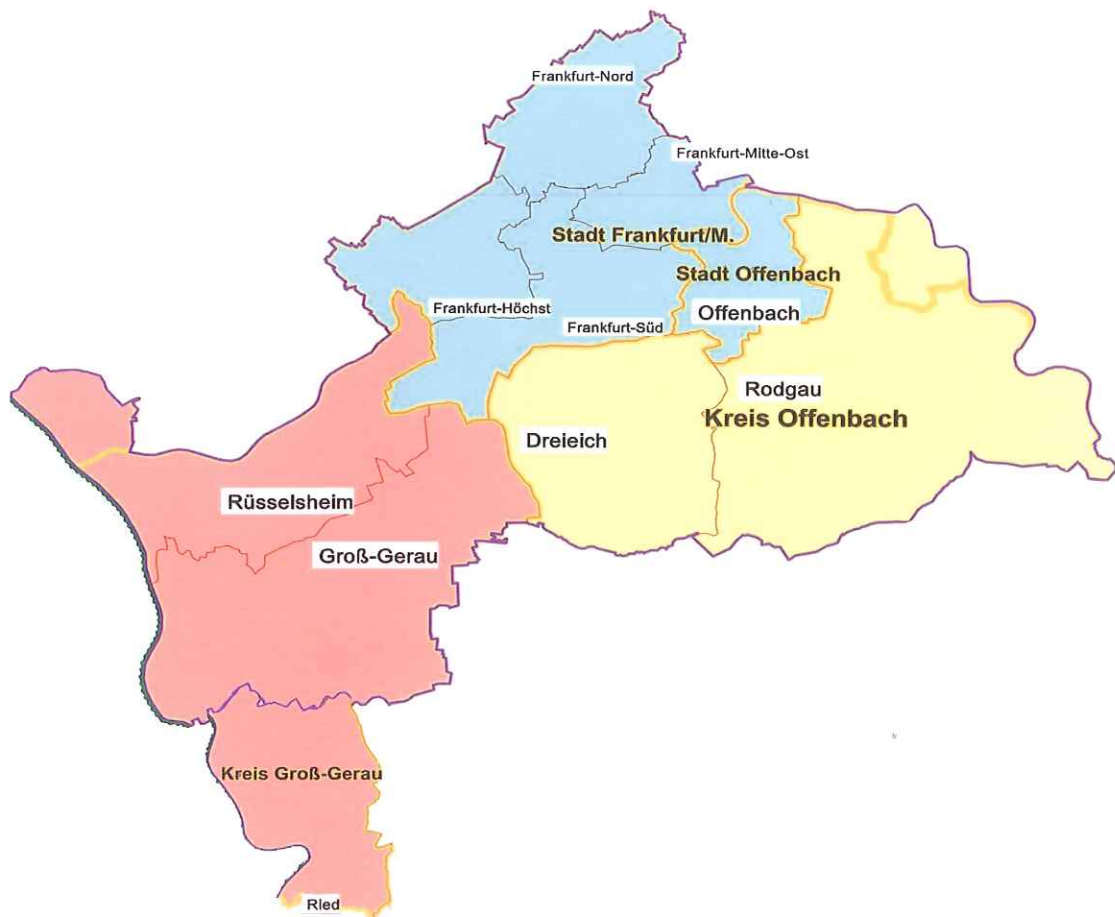 Frankfurt-Nord
Frankfurt-Mitte-Ost
Stadt Frankfurt/M.
Stadt Offenbach
Frankfurt-Höchst
Offenbach
Frankfurt-Süd
Rodgau
Kreis Offenbach
Dreieich
Rüsselsheim
Groß-Gerau
Kreis Groß-Gerau
Ried